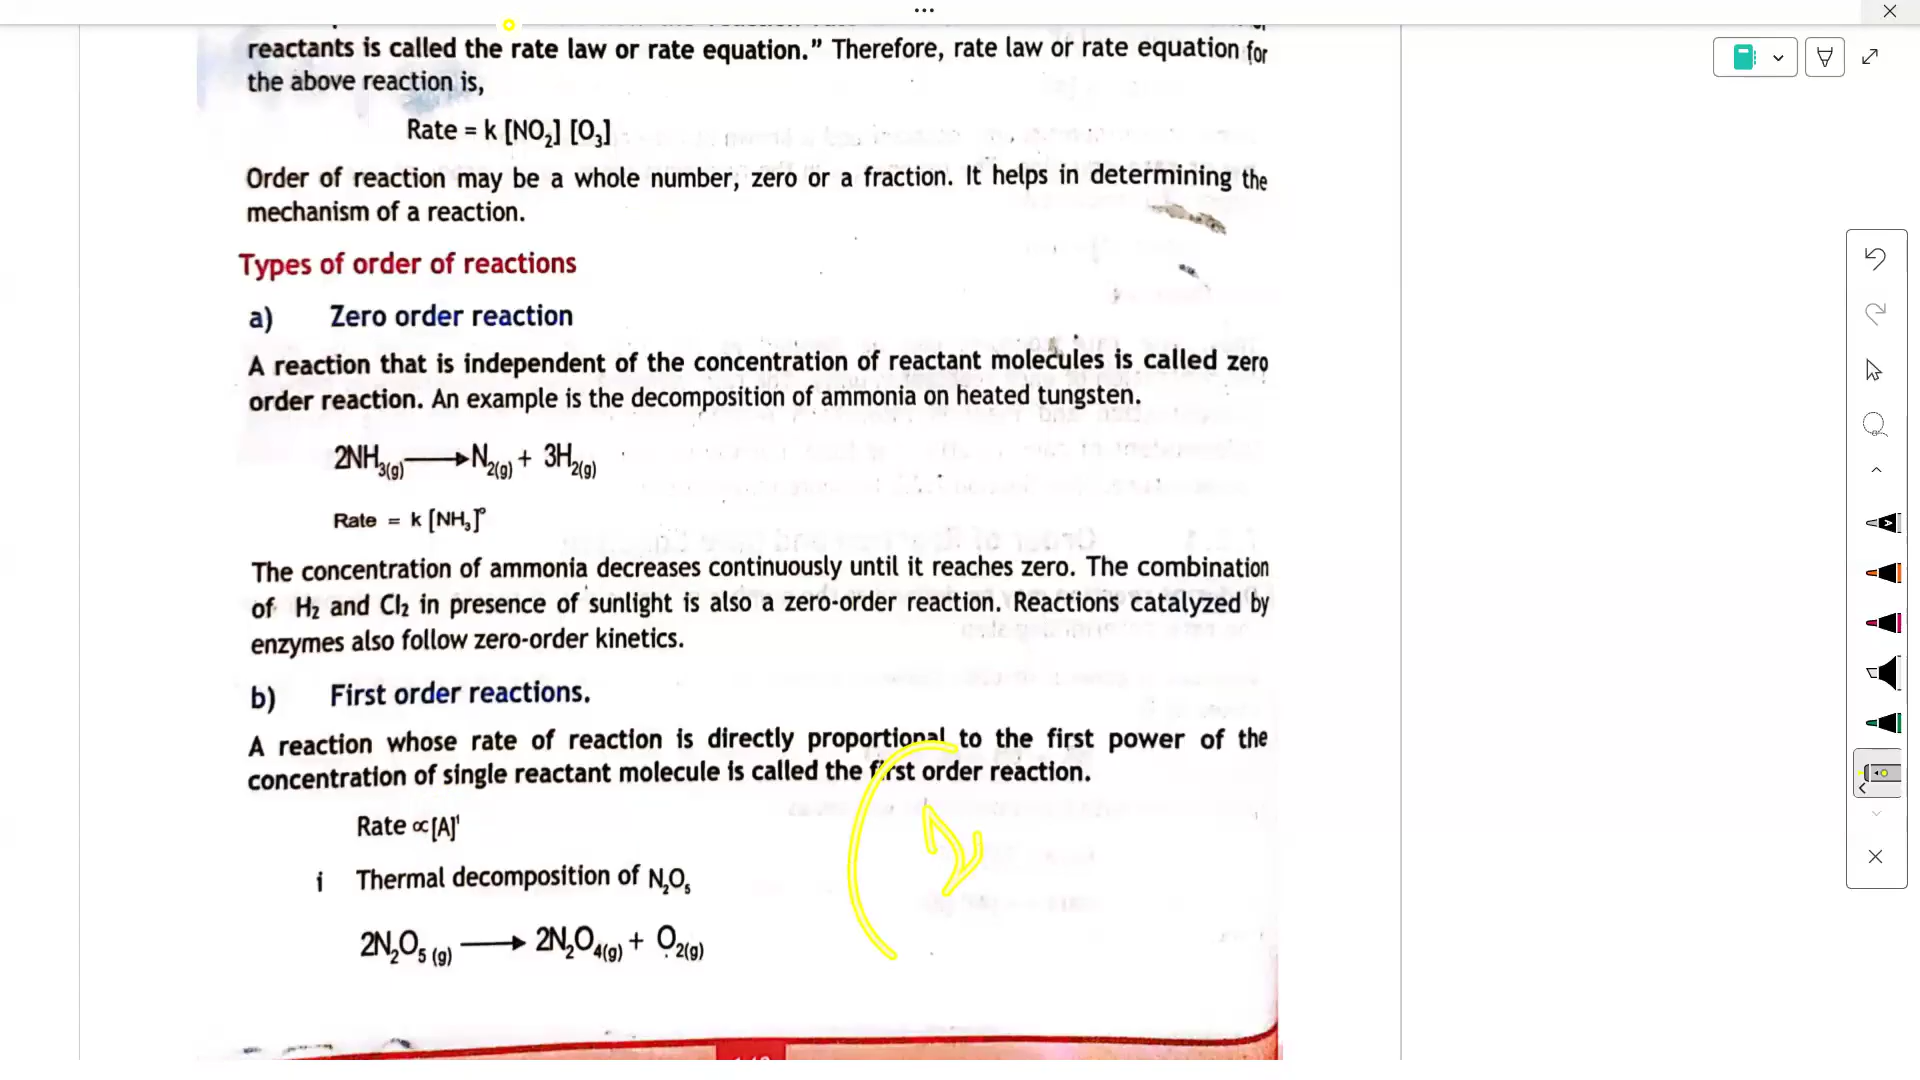 reactants is called the rate law or rate equation.” Therefore, rate law or rate equation for
the above reaction is,
Rate = k [NO₂] [O₃]
Order of reaction may be a whole number, zero or a fraction. It helps in determining the
mechanism of a reaction.
Types of order of reactions
a) Zero order reaction
A reaction that is independent of the concentration of reactant molecules is called zero
order reaction. An example is the decomposition of ammonia on heated tungsten.
2NH₃(g) ⟶ N₂(g) + 3H₂(g)
Rate = k [NH₃]⁰
The concentration of ammonia decreases continuously until it reaches zero. The combination
of H₂ and Cl₂ in presence of sunlight is also a zero-order reaction. Reactions catalyzed by
enzymes also follow zero-order kinetics.
b) First order reactions.
A reaction whose rate of reaction is directly proportional to the first power of the
concentration of single reactant molecule is called the first order reaction.
Rate ∝ [A]¹
i Thermal decomposition of N₂O₅
2N₂O₅ (g) ⟶ 2N₂O₄(g) + O₂(g)